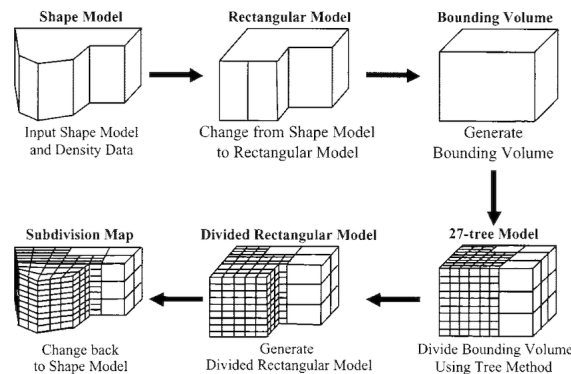 Shape Model
Rectangular Model
Bounding Volume
Input Shape Model
and Density Data
Change from Shape Model
to Rectangular Model
Generate
Bounding Volume
Subdivision Map
Divided Rectangular Model
27-tree Model
Change back
to Shape Model
Generate
Divided Rectangular Model
Divide Bounding Volume
Using Tree Method